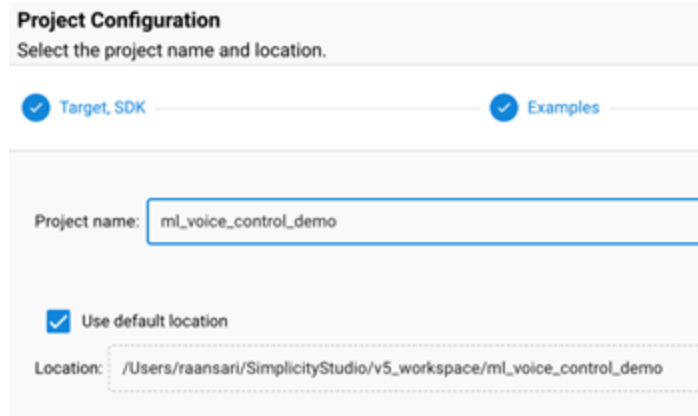 Project Configuration
Select the project name and location.
Target, SDK
Examples
Project name: ml_voice_control_demo
Use default location
Location: /Users/raansari/SimplicityStudio/v5_workspace/ml_voice_control_demo